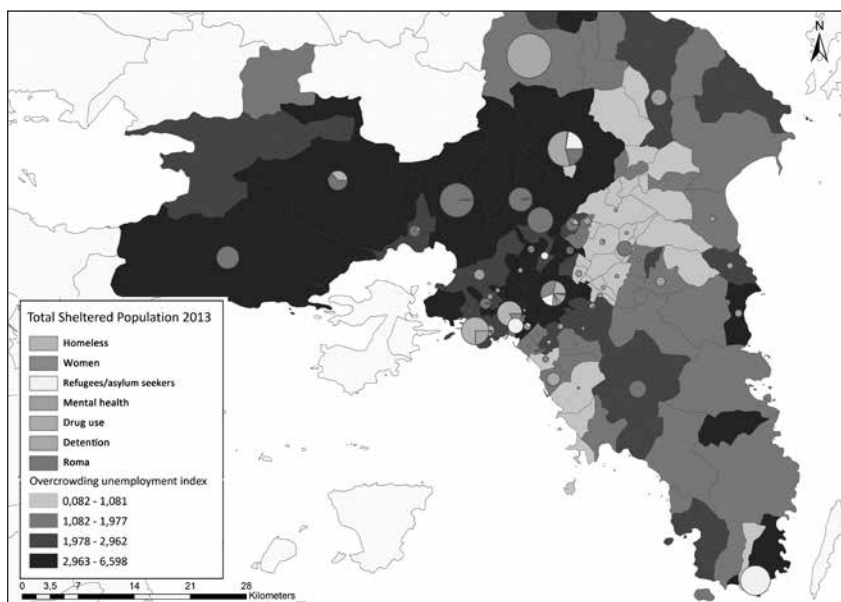 N
Total Sheltered Population 2013
Homeless
Women
Refugees/asylum seekers
Mental health
Drug use
Detention
Roma
Overcrowding unemployment index
0,082 - 1,081
1,082 - 1,977
1,978 - 2,962
2,963 - 6,598
0 3,5 7 14 21 28
Kilometers